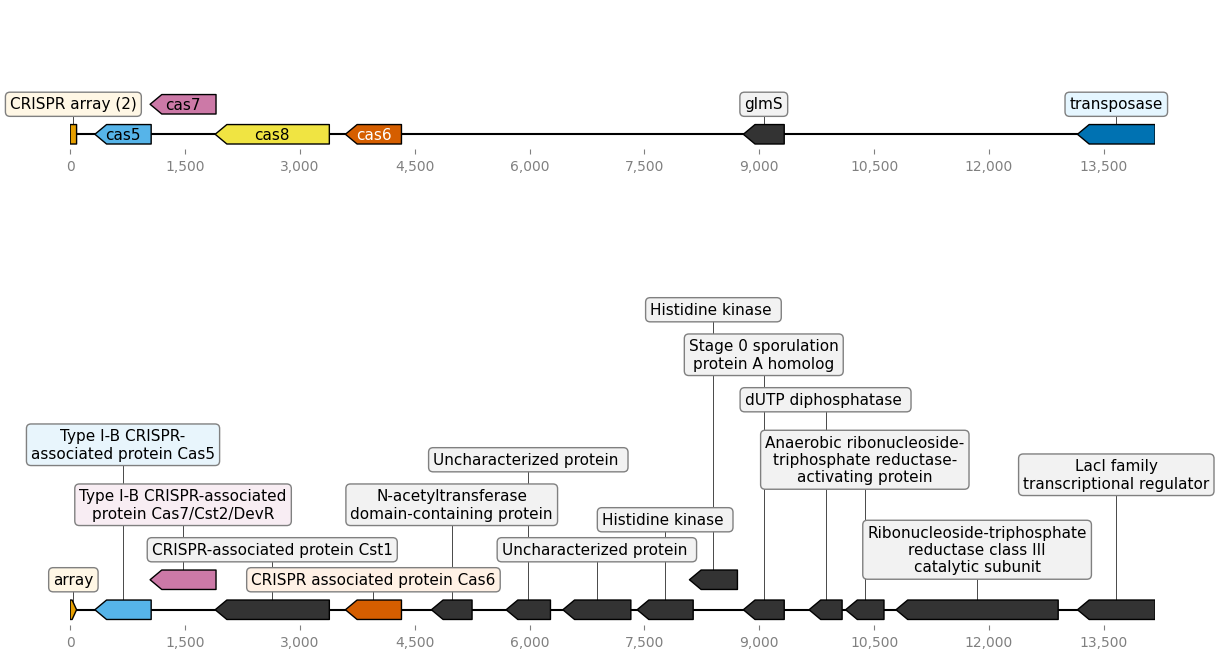 CRISPR array (2)
cas7
glmS
transposase
cas5
cas8
cas6
0
1,500
3,000
4,500
6,000
7,500
9,000
10,500
12,000
13,500
Histidine kinase
Stage 0 sporulation
protein A homolog
dUTP diphosphatase
Type I-B CRISPR-
associated protein Cas5
Anaerobic ribonucleoside-
triphosphate reductase-
activating protein
Uncharacterized protein
LacI family
transcriptional regulator
Type I-B CRISPR-associated
protein Cas7/Cst2/DevR
N-acetyltransferase
domain-containing protein
Histidine kinase
Ribonucleoside-triphosphate
reductase class III
catalytic subunit
CRISPR-associated protein Cst1
Uncharacterized protein
array
CRISPR associated protein Cas6
0
1,500
3,000
4,500
6,000
7,500
9,000
10,500
12,000
13,500